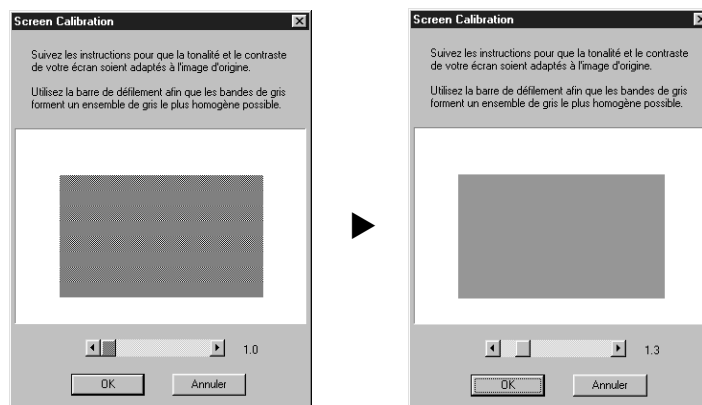 Screen Calibration
Suivez les instructions pour que la tonalité et le contraste
de votre écran soient adaptés à l'image d'origine.
Utilisez la barre de défilement afin que les bandes de gris
forment un ensemble de gris le plus homogène possible.
1.0
OK
Annuler
Screen Calibration
Suivez les instructions pour que la tonalité et le contraste
de votre écran soient adaptés à l'image d'origine.
Utilisez la barre de défilement afin que les bandes de gris
forment un ensemble de gris le plus homogène possible.
1.3
OK
Annuler